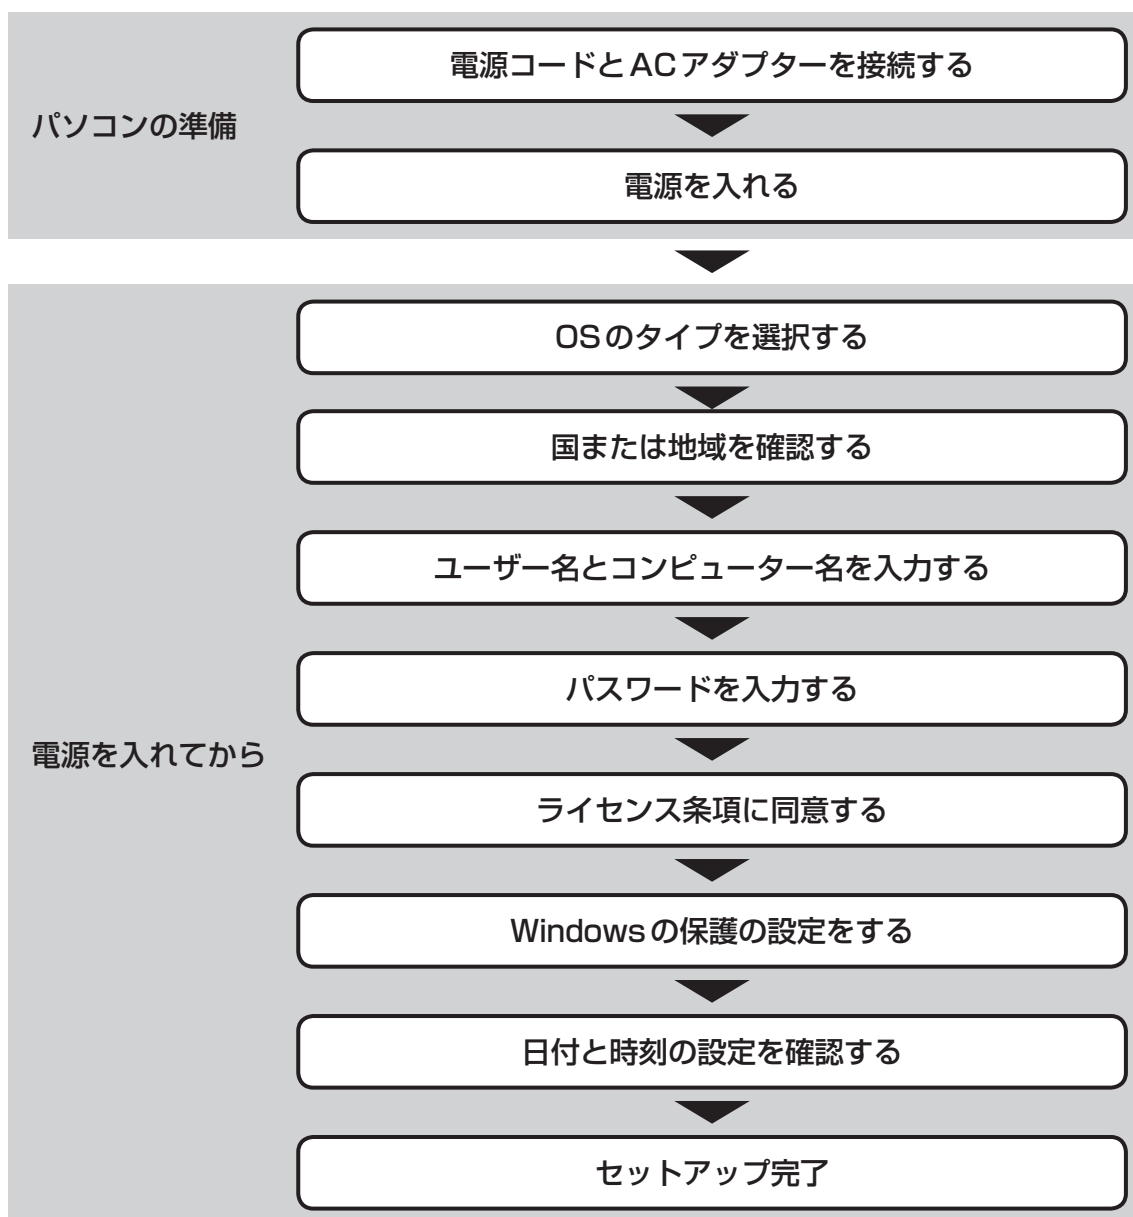 パソコンの準備
電源コードとACアダプターを接続する
電源を入れる
電源を入れてから
OSのタイプを選択する
国または地域を確認する
ユーザー名とコンピューター名を入力する
パスワードを入力する
ライセンス条項に同意する
Windowsの保護の設定をする
日付と時刻の設定を確認する
セットアップ完了